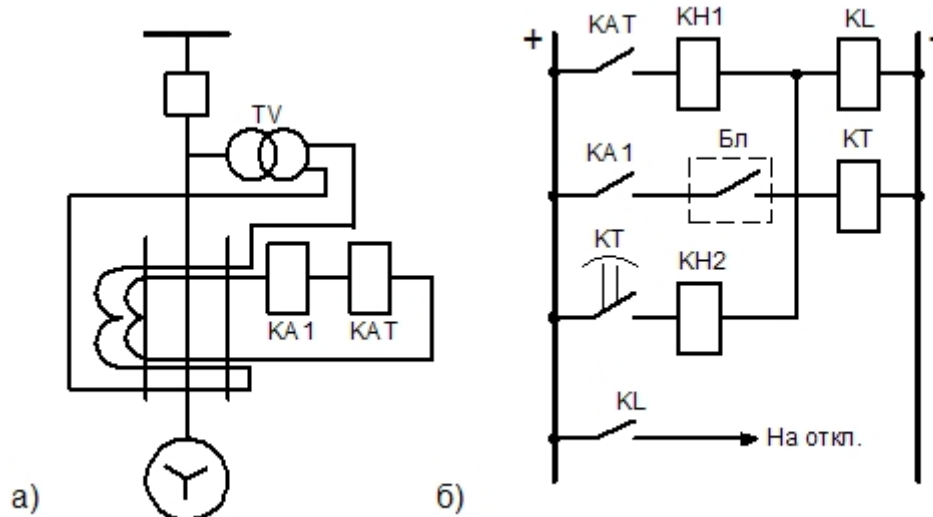 TV
KA1 KAT
а)
+ KAT KH1 KL -
KA1 Бл KT
KT KH2
KL
На откл.
б)